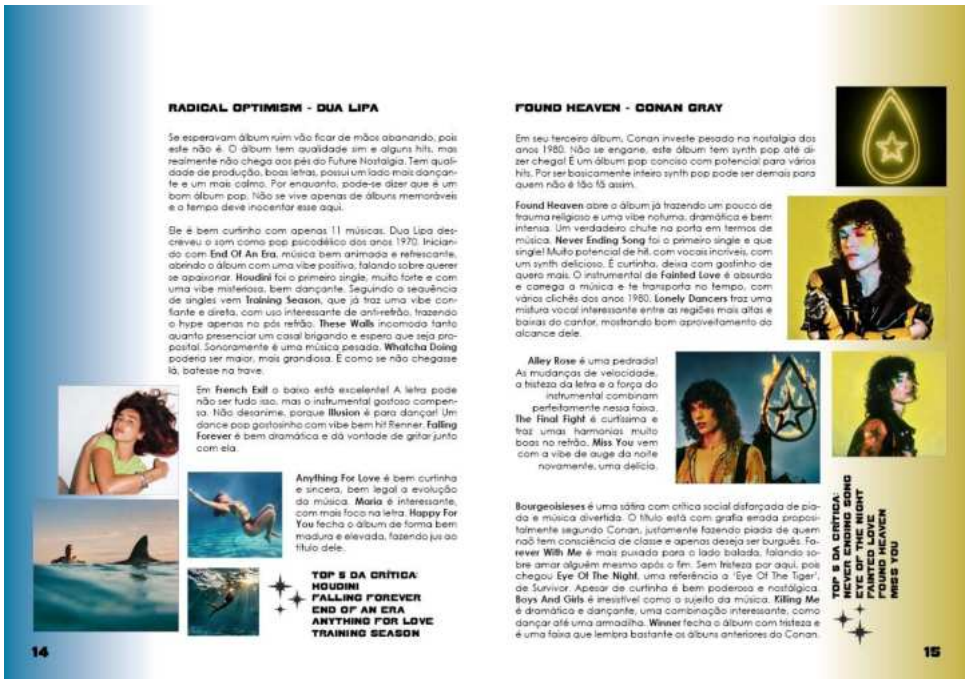 RADICAL OPTIMISM - DUA LIPA
Se esperavam álbum ruim vão ficar de mãos abanando, pois
este não é. O álbum tem qualidade sim e alguns hits, mas
realmente não chega aos pés do Future Nostalgia. Tem quali-
dade de produção, boas letras, possui um lado mais dançan-
te e um mais calmo. Por enquanto, pode-se dizer que é um
bom álbum pop. Não se vive apenas de álbuns memoráveis
e o tempo deve inocentar esse aqui.
Ele é bem curtinho com apenas 11 músicas. Dua Lipa des-
creveu o som como pop psicodélico dos anos 1970. Inician-
do com End Of An Era, música bem animada e refrescante,
abrindo o álbum com uma vibe positiva, falando sobre querer
se apaixonar. Houdini foi o primeiro single, muito forte e com
uma vibe misteriosa, bem dançante. Seguindo a sequência
de singles vem Training Season, que já traz uma vibe con-
fiante e direta, com uso interessante de anti-refrão, trazendo
o hype apenas no pós refrão. These Walls incomoda tanto
quanto presenciar um casal brigando e espero que seja pro-
posital. Sonoramente é uma música pesada. Whatcha Doing
poderia ser maior, mais grandiosa. É como se não chegasse
lá, batesse na trave.
Em French Exit o baixo está excelente! A letra pode
não ser tudo isso, mas o instrumental gostoso compen-
sa. Não desanime, porque Illusion é para dançar! Um
dance pop gostosinho com vibe bem hit Renner. Falling
Forever é bem dramática e dá vontade de gritar junto
com ela.
Anything For Love é bem curtinha
e sincera, bem legal a evolução
da música. Maria é interessante,
com mais foco na letra. Happy For
You fecha o álbum de forma bem
madura e elevada, fazendo jus ao
título dele.
TOP 5 DA CRÍTICA:
HOUDINI
FALLING FOREVER
END OF AN ERA
ANYTHING FOR LOVE
TRAINING SEASON
14
FOUND HEAVEN - CONAN GRAY
Em seu terceiro álbum, Conan investe pesado na nostalgia dos
anos 1980. Não se engane, este álbum tem synth pop até di-
zer chega! É um álbum pop conciso com potencial para vários
hits. Por ser basicamente inteiro synth pop pode ser demais para
quem não é tão fã assim.
Found Heaven abre o álbum já trazendo um pouco de
trauma religioso e uma vibe noturna, dramática e bem
intensa. Um verdadeiro chute na porta em termos de
música. Never Ending Song foi o primeiro single e que
single! Muito potencial de hit, com vocais incríveis, com
um synth delicioso. É curtinha, deixa com gostinho de
quero mais. O instrumental de Fainted Love é absurdo
e carrega a música e te transporta no tempo, com
vários clichês dos anos 1980. Lonely Dancers traz uma
mistura vocal interessante entre as regiões mais altas e
baixas do cantor, mostrando bom aproveitamento do
alcance dele.
Alley Rose é uma pedrada!
As mudanças de velocidade,
a tristeza da letra e a força do
instrumental combinam
perfeitamente nessa faixa.
The Final Fight é curtíssima e
traz umas harmonias muito
boas no refrão. Miss You vem
com a vibe de auge da noite
novamente, uma delícia.
Bourgeoisieses é uma sátira com crítica social disfarçada de pia-
da e música divertida. O título está com grafia errada proposi-
talmente segundo Conan, justamente fazendo piada de quem
naõ tem consciência de classe e apenas deseja ser burguês. Fo-
rever With Me é mais puxada para o lado balada, falando so-
bre amar alguém mesmo após o fim. Sem tristeza por aqui, pois
chegou Eye Of The Night, uma referência a 'Eye Of The Tiger',
de Survivor. Apesar de curtinha é bem poderosa e nostálgica.
Boys And Girls é irresistível como o sujeito da música. Killing Me
é dramática e dançante, uma combinação interessante, como
dançar até uma armadilha. Winner fecha o álbum com tristeza e
é uma faixa que lembra bastante os álbuns anteriores do Conan.
TOP 5 DA CRÍTICA:
NEVER ENDING SONG
EYE OF THE NIGHT
FAINTED LOVE
FOUND HEAVEN
MISS YOU
15